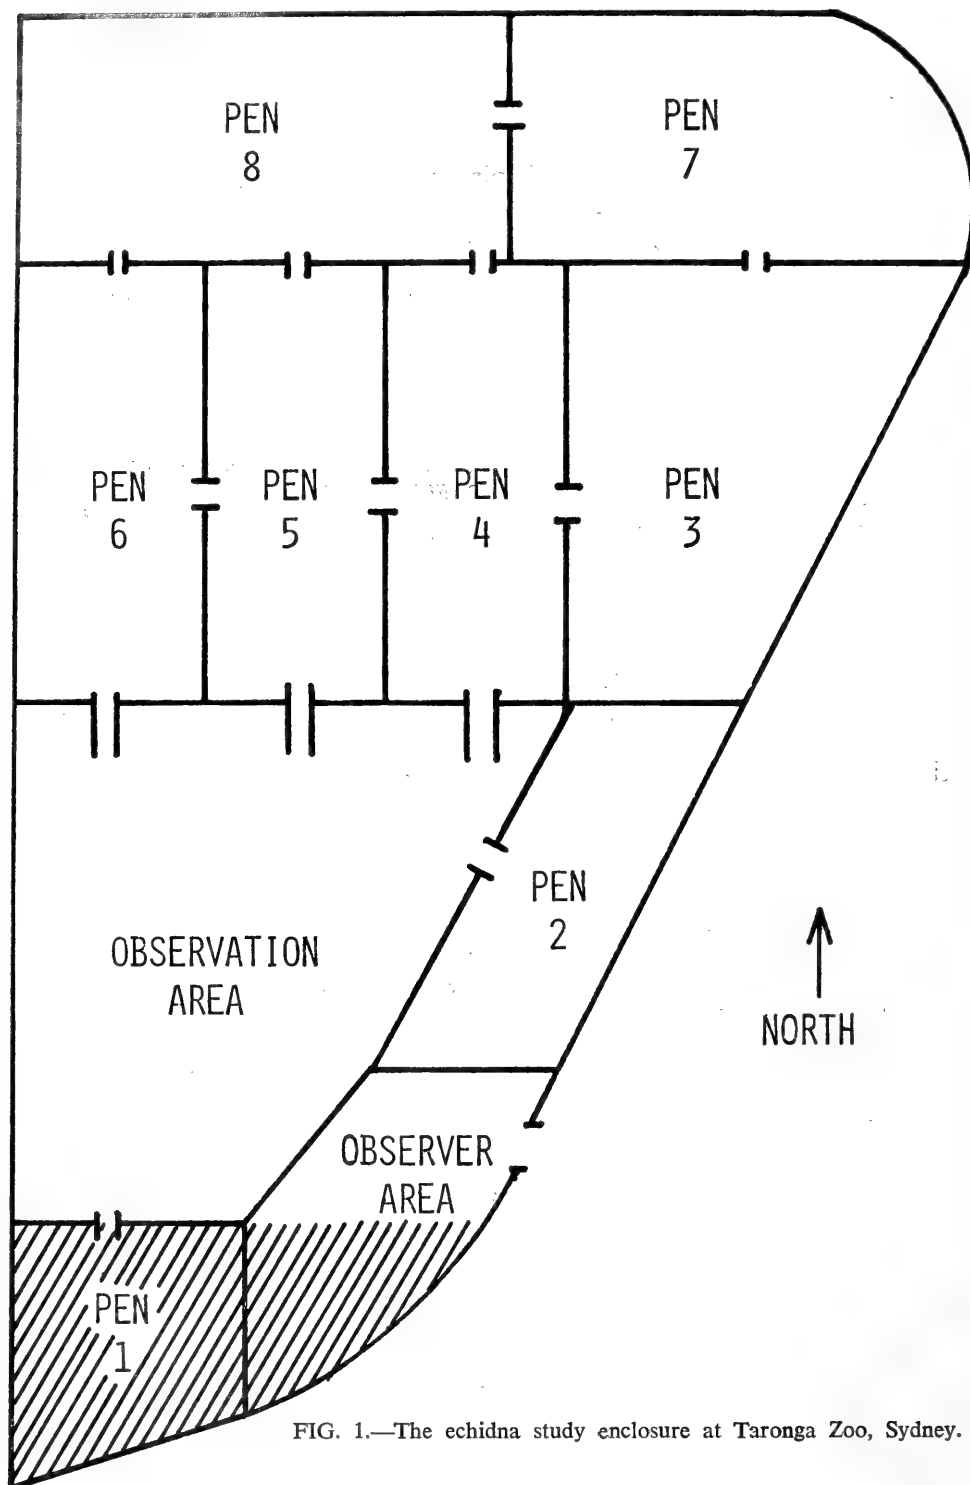 PEN
8
PEN
7
PEN
6
PEN
5
PEN
4
PEN
3
PEN
2
OBSERVATION
AREA
NORTH
OBSERVER
AREA
PEN
1
FIG. 1.—The echidna study enclosure at Taronga Zoo, Sydney.